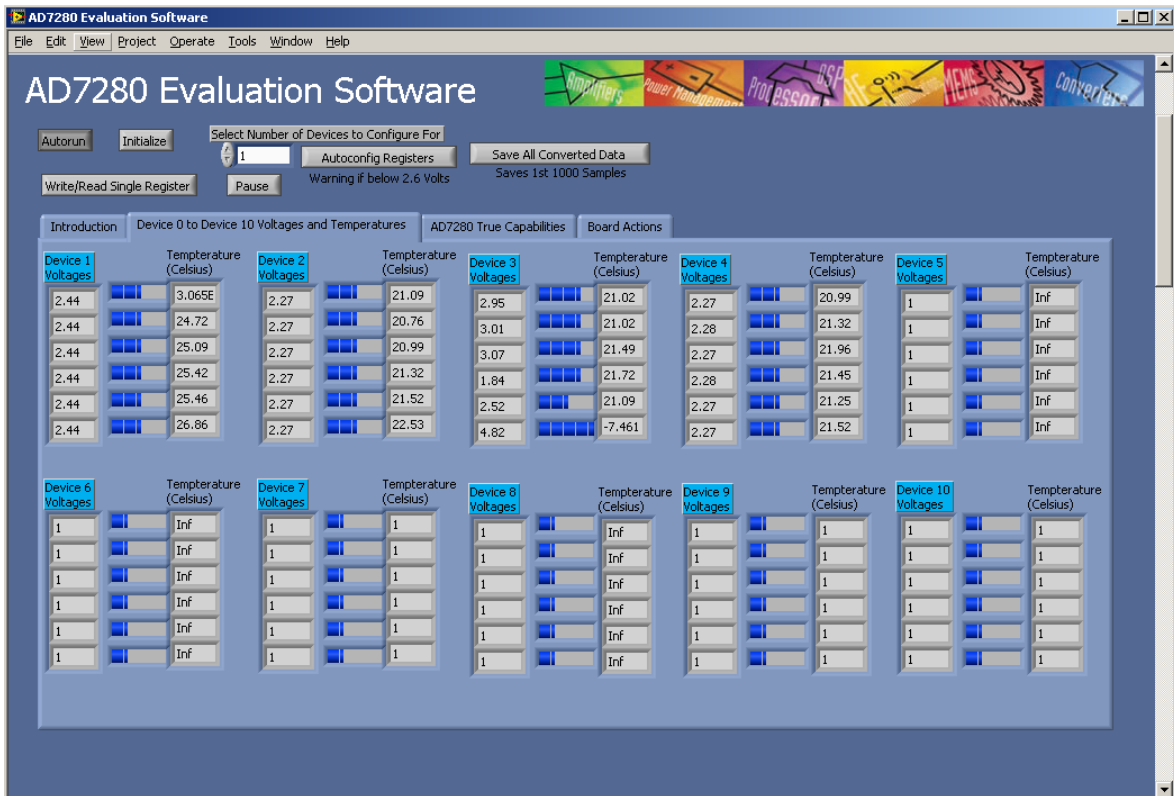 AD7280 Evaluation Software
File Edit View Project Operate Tools Window Help
AD7280 Evaluation Software
Amplifiers Power Management Processors DSP RF MEMS Converters
Autorun Initialize Select Number of Devices to Configure For
1 Autoconfig Registers Save All Converted Data
Write/Read Single Register Pause Warning if below 2.6 Volts Saves 1st 1000 Samples
Introduction Device 0 to Device 10 Voltages and Temperatures AD7280 True Capabilities Board Actions
Device 1 Voltages Tempterature (Celsius) Device 2 Voltages Tempterature (Celsius) Device 3 Voltages Tempterature (Celsius) Device 4 Voltages Tempterature (Celsius) Device 5 Voltages Tempterature (Celsius)
2.44 3.065E 2.27 21.09 2.95 21.02 2.27 20.99 1 Inf
2.44 24.72 2.27 20.76 3.01 21.02 2.28 21.32 1 Inf
2.44 25.09 2.27 20.99 3.07 21.49 2.27 21.96 1 Inf
2.44 25.42 2.27 21.32 1.84 21.72 2.28 21.45 1 Inf
2.44 25.46 2.27 21.52 2.52 21.09 2.27 21.25 1 Inf
2.44 26.86 2.27 22.53 4.82 -7.461 2.27 21.52 1 Inf
Device 6 Voltages Tempterature (Celsius) Device 7 Voltages Tempterature (Celsius) Device 8 Voltages Tempterature (Celsius) Device 9 Voltages Tempterature (Celsius) Device 10 Voltages Tempterature (Celsius)
1 Inf 1 1 1 Inf 1 1 1 1
1 Inf 1 1 1 Inf 1 1 1 1
1 Inf 1 1 1 Inf 1 1 1 1
1 Inf 1 1 1 Inf 1 1 1 1
1 Inf 1 1 1 Inf 1 1 1 1
1 Inf 1 1 1 Inf 1 1 1 1